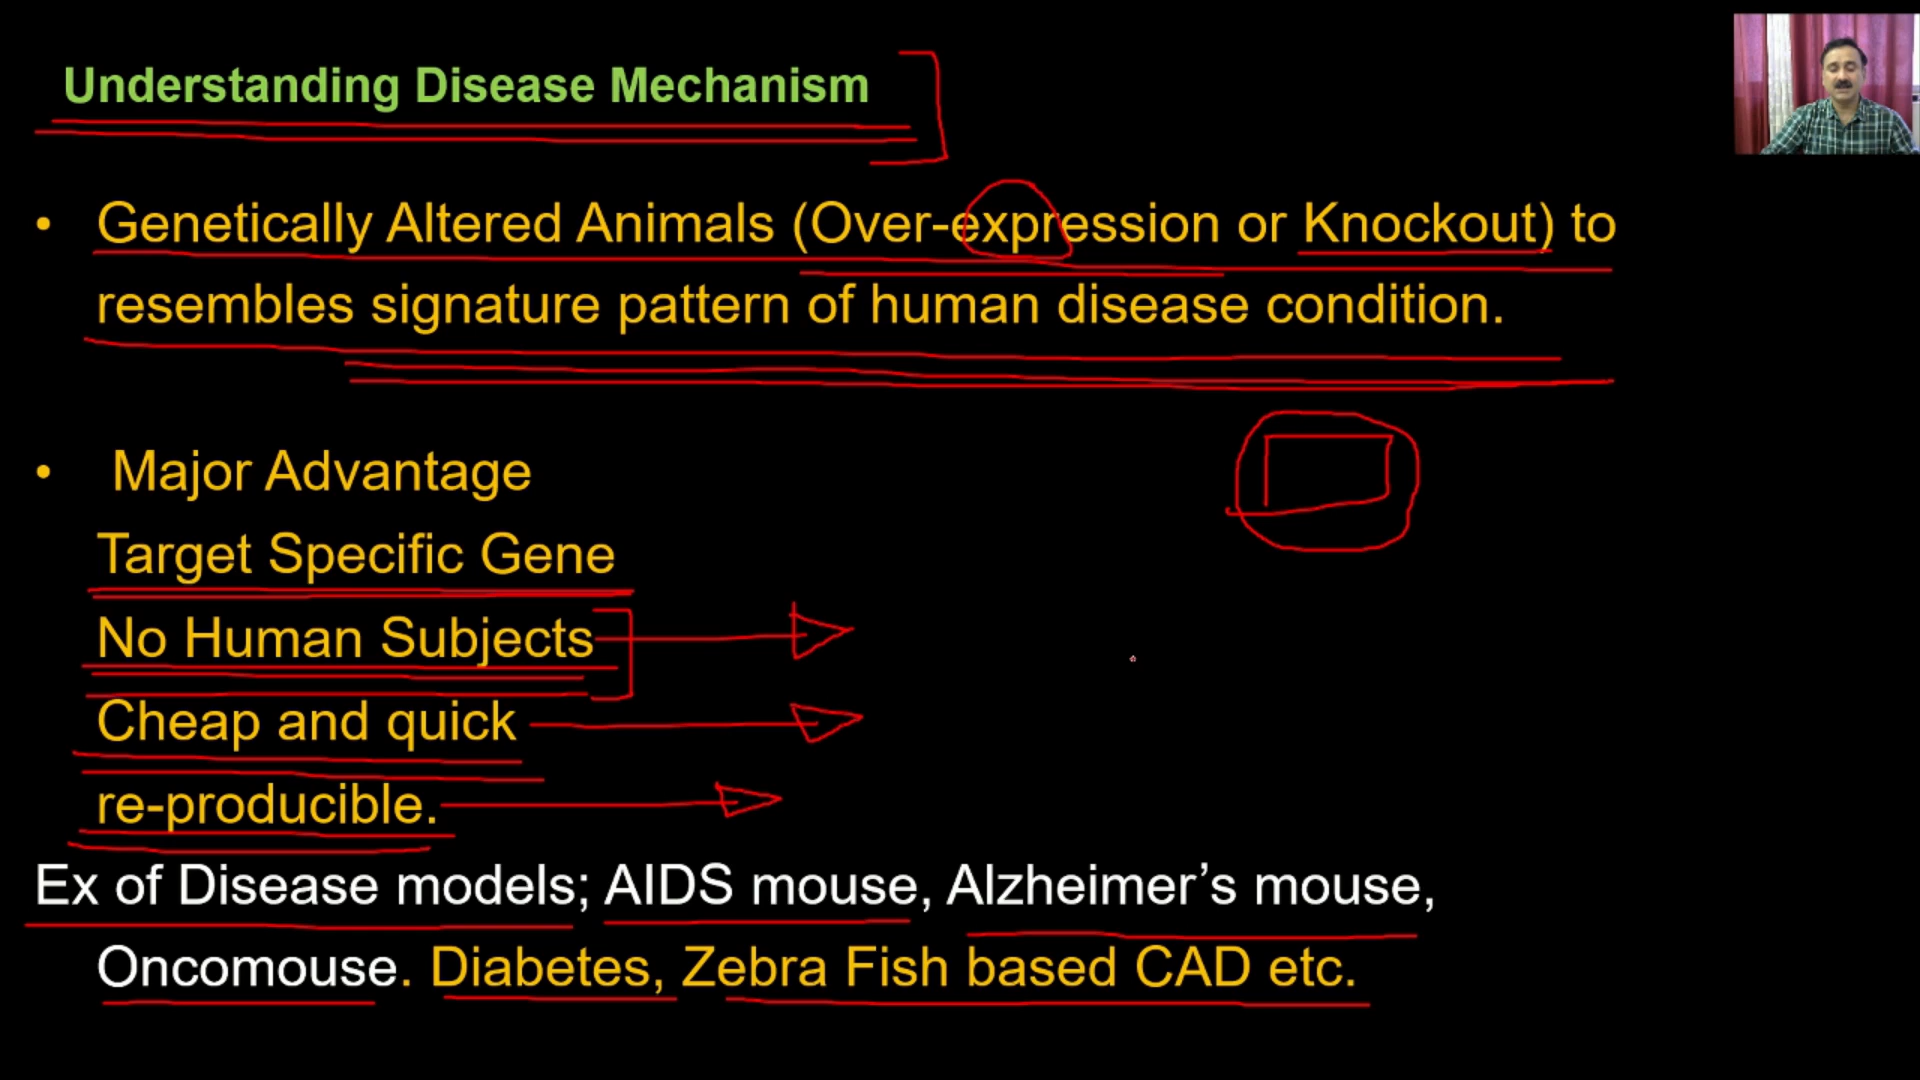 Understanding Disease Mechanism
• Genetically Altered Animals (Over-expression or Knockout) to
resembles signature pattern of human disease condition.
• Major Advantage
Target Specific Gene
No Human Subjects
Cheap and quick
re-producible.
Ex of Disease models; AIDS mouse, Alzheimer’s mouse,
Oncomouse. Diabetes, Zebra Fish based CAD etc.